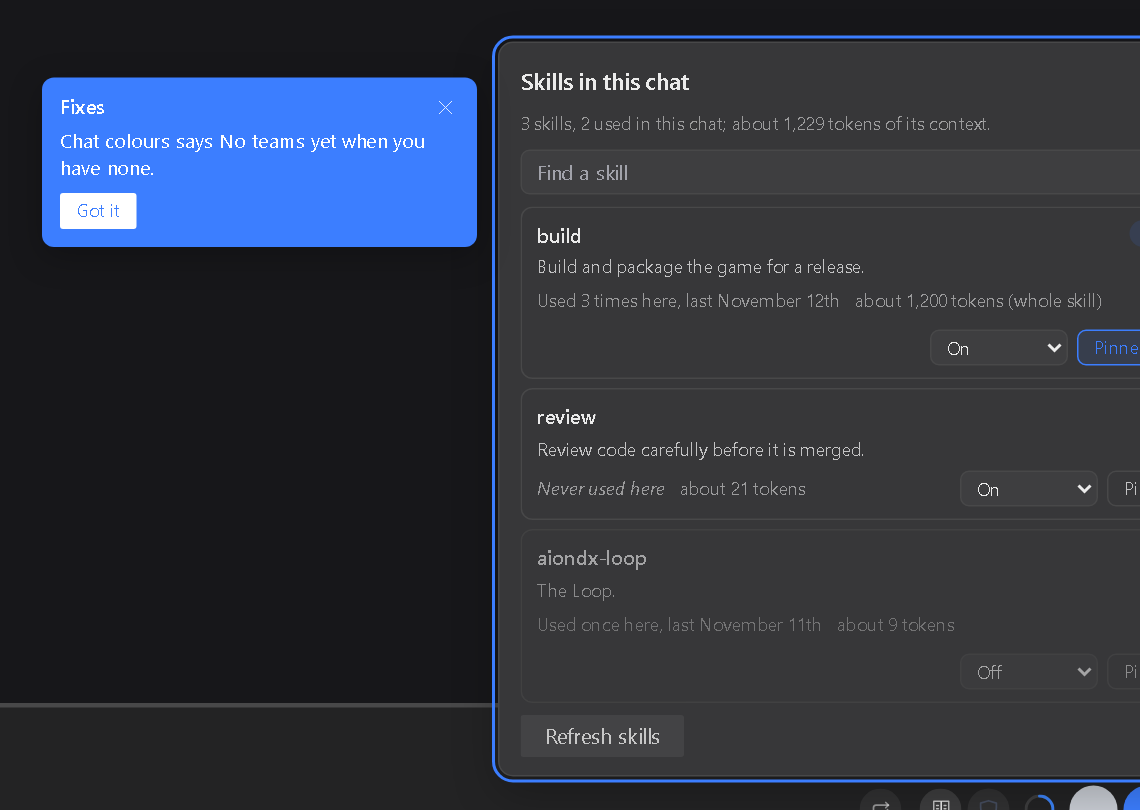 Fixes
Chat colours says No teams yet when you
have none.
Got it
Skills in this chat
3 skills, 2 used in this chat; about 1,229 tokens of its context.
Find a skill
build
Build and package the game for a release.
Used 3 times here, last November 12th about 1,200 tokens (whole skill)
On
Pinne
review
Review code carefully before it is merged.
Never used here about 21 tokens
On
Pi
aiondx-loop
The Loop.
Used once here, last November 11th about 9 tokens
Off
Pi
Refresh skills